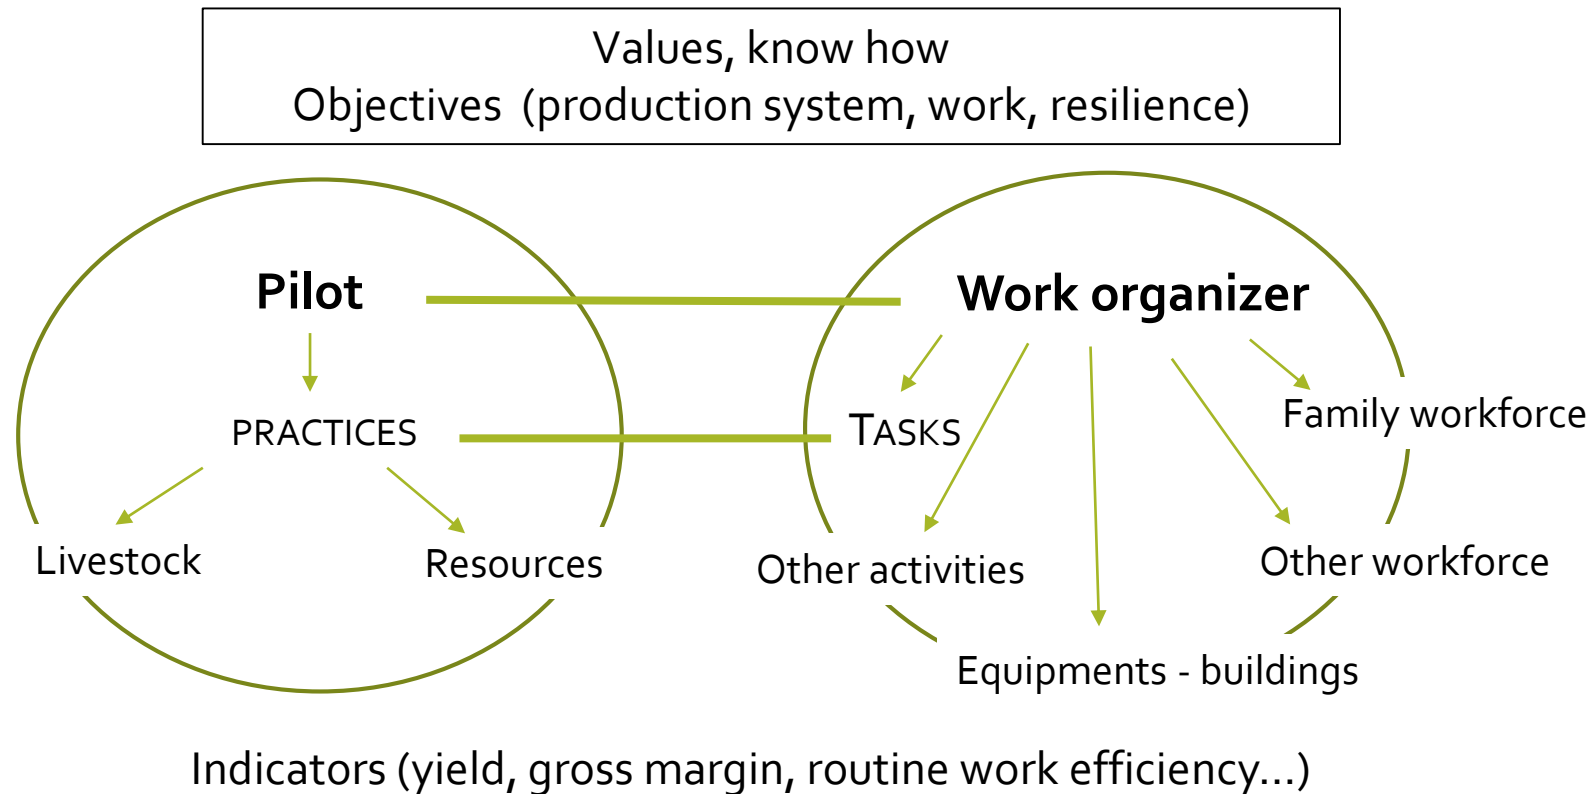 Values, know how
Objectives (production system, work, resilience)
Pilot
Work organizer
PRACTICES
TASKS
Family workforce
Livestock
Resources
Other activities
Other workforce
Equipments - buildings
Indicators (yield, gross margin, routine work efficiency...)